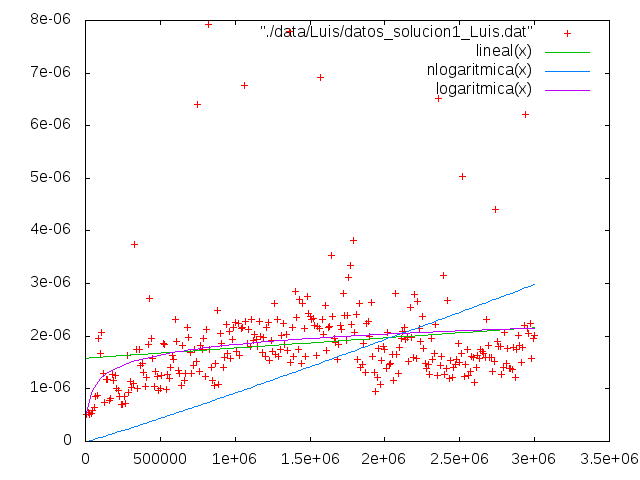 8e-06
7e-06
6e-06
5e-06
4e-06
3e-06
2e-06
1e-06
0
"./data/Luis/datos_solucion1_Luis.dat"
lineal(x)
nlogaritmica(x)
logaritmica(x)
0 500000 1e+06 1.5e+06 2e+06 2.5e+06 3e+06 3.5e+06